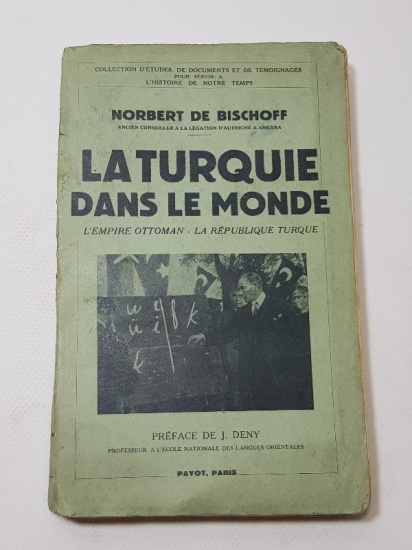 COLLECTION D'ÉTUDES, DE DOCUMENTS ET DE TÉMOIGNAGES
POUR SERVIR A
L'HISTOIRE DE NOTRE TEMPS
NORBERT DE BISCHOFF
ANCIEN CONSEILLER A LA LÉGATION D'AUTRICHE A ANKARA
LA TURQUIE
DANS LE MONDE
L'EMPIRE OTTOMAN - LA RÉPUBLIQUE TURQUE
PRÉFACE DE J. DENY
PROFESSEUR A L'ÉCOLE NATIONALE DES LANGUES ORIENTALES
PAYOT, PARIS